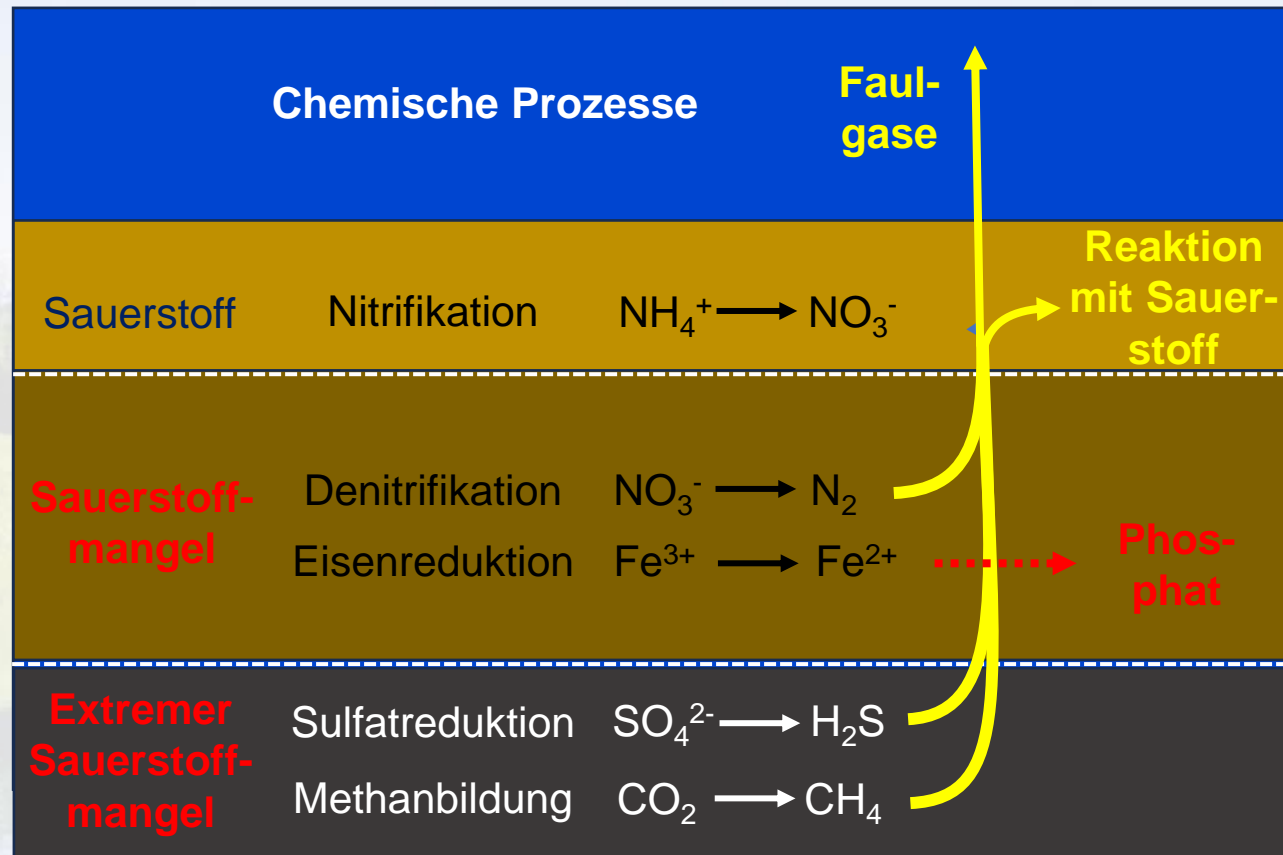 Chemische Prozesse
Faul-
gase
Sauerstoff Nitrifikation NH₄⁺ → NO₃⁻
Reaktion
mit Sauer-
stoff
Sauerstoff-
mangel
Denitrifikation NO₃⁻ → N₂
Eisenreduktion Fe³⁺ → Fe²⁺
Phos-
phat
Extremer
Sauerstoff-
mangel
Sulfatreduktion SO₄²⁻ → H₂S
Methanbildung CO₂ → CH₄